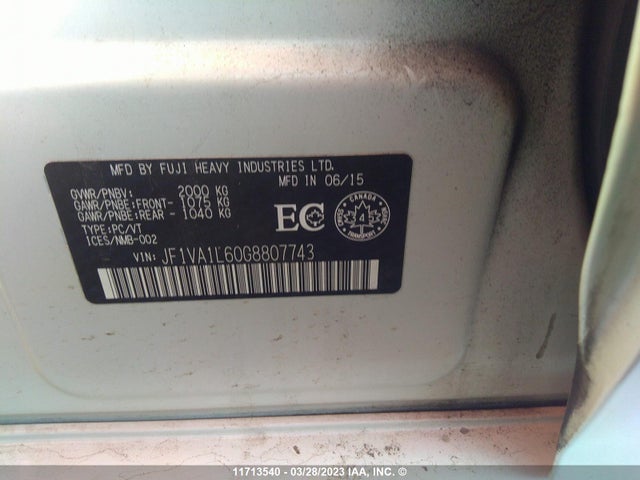 MFD BY FUJI HEAVY INDUSTRIES LTD.
MFD IN 06/15
GVWR/PNBV: 2000 KG
GAWR/PNBE:FRONT- 1075 KG
GAWR/PNBE:REAR - 1040 KG
TYPE:PC/VT
ICES/NMB-002
EC
CANADA
4
TRANSPORT
VIN: JF1VA1L60G8807743
11713540 - 03/28/2023 IAA, INC. ©